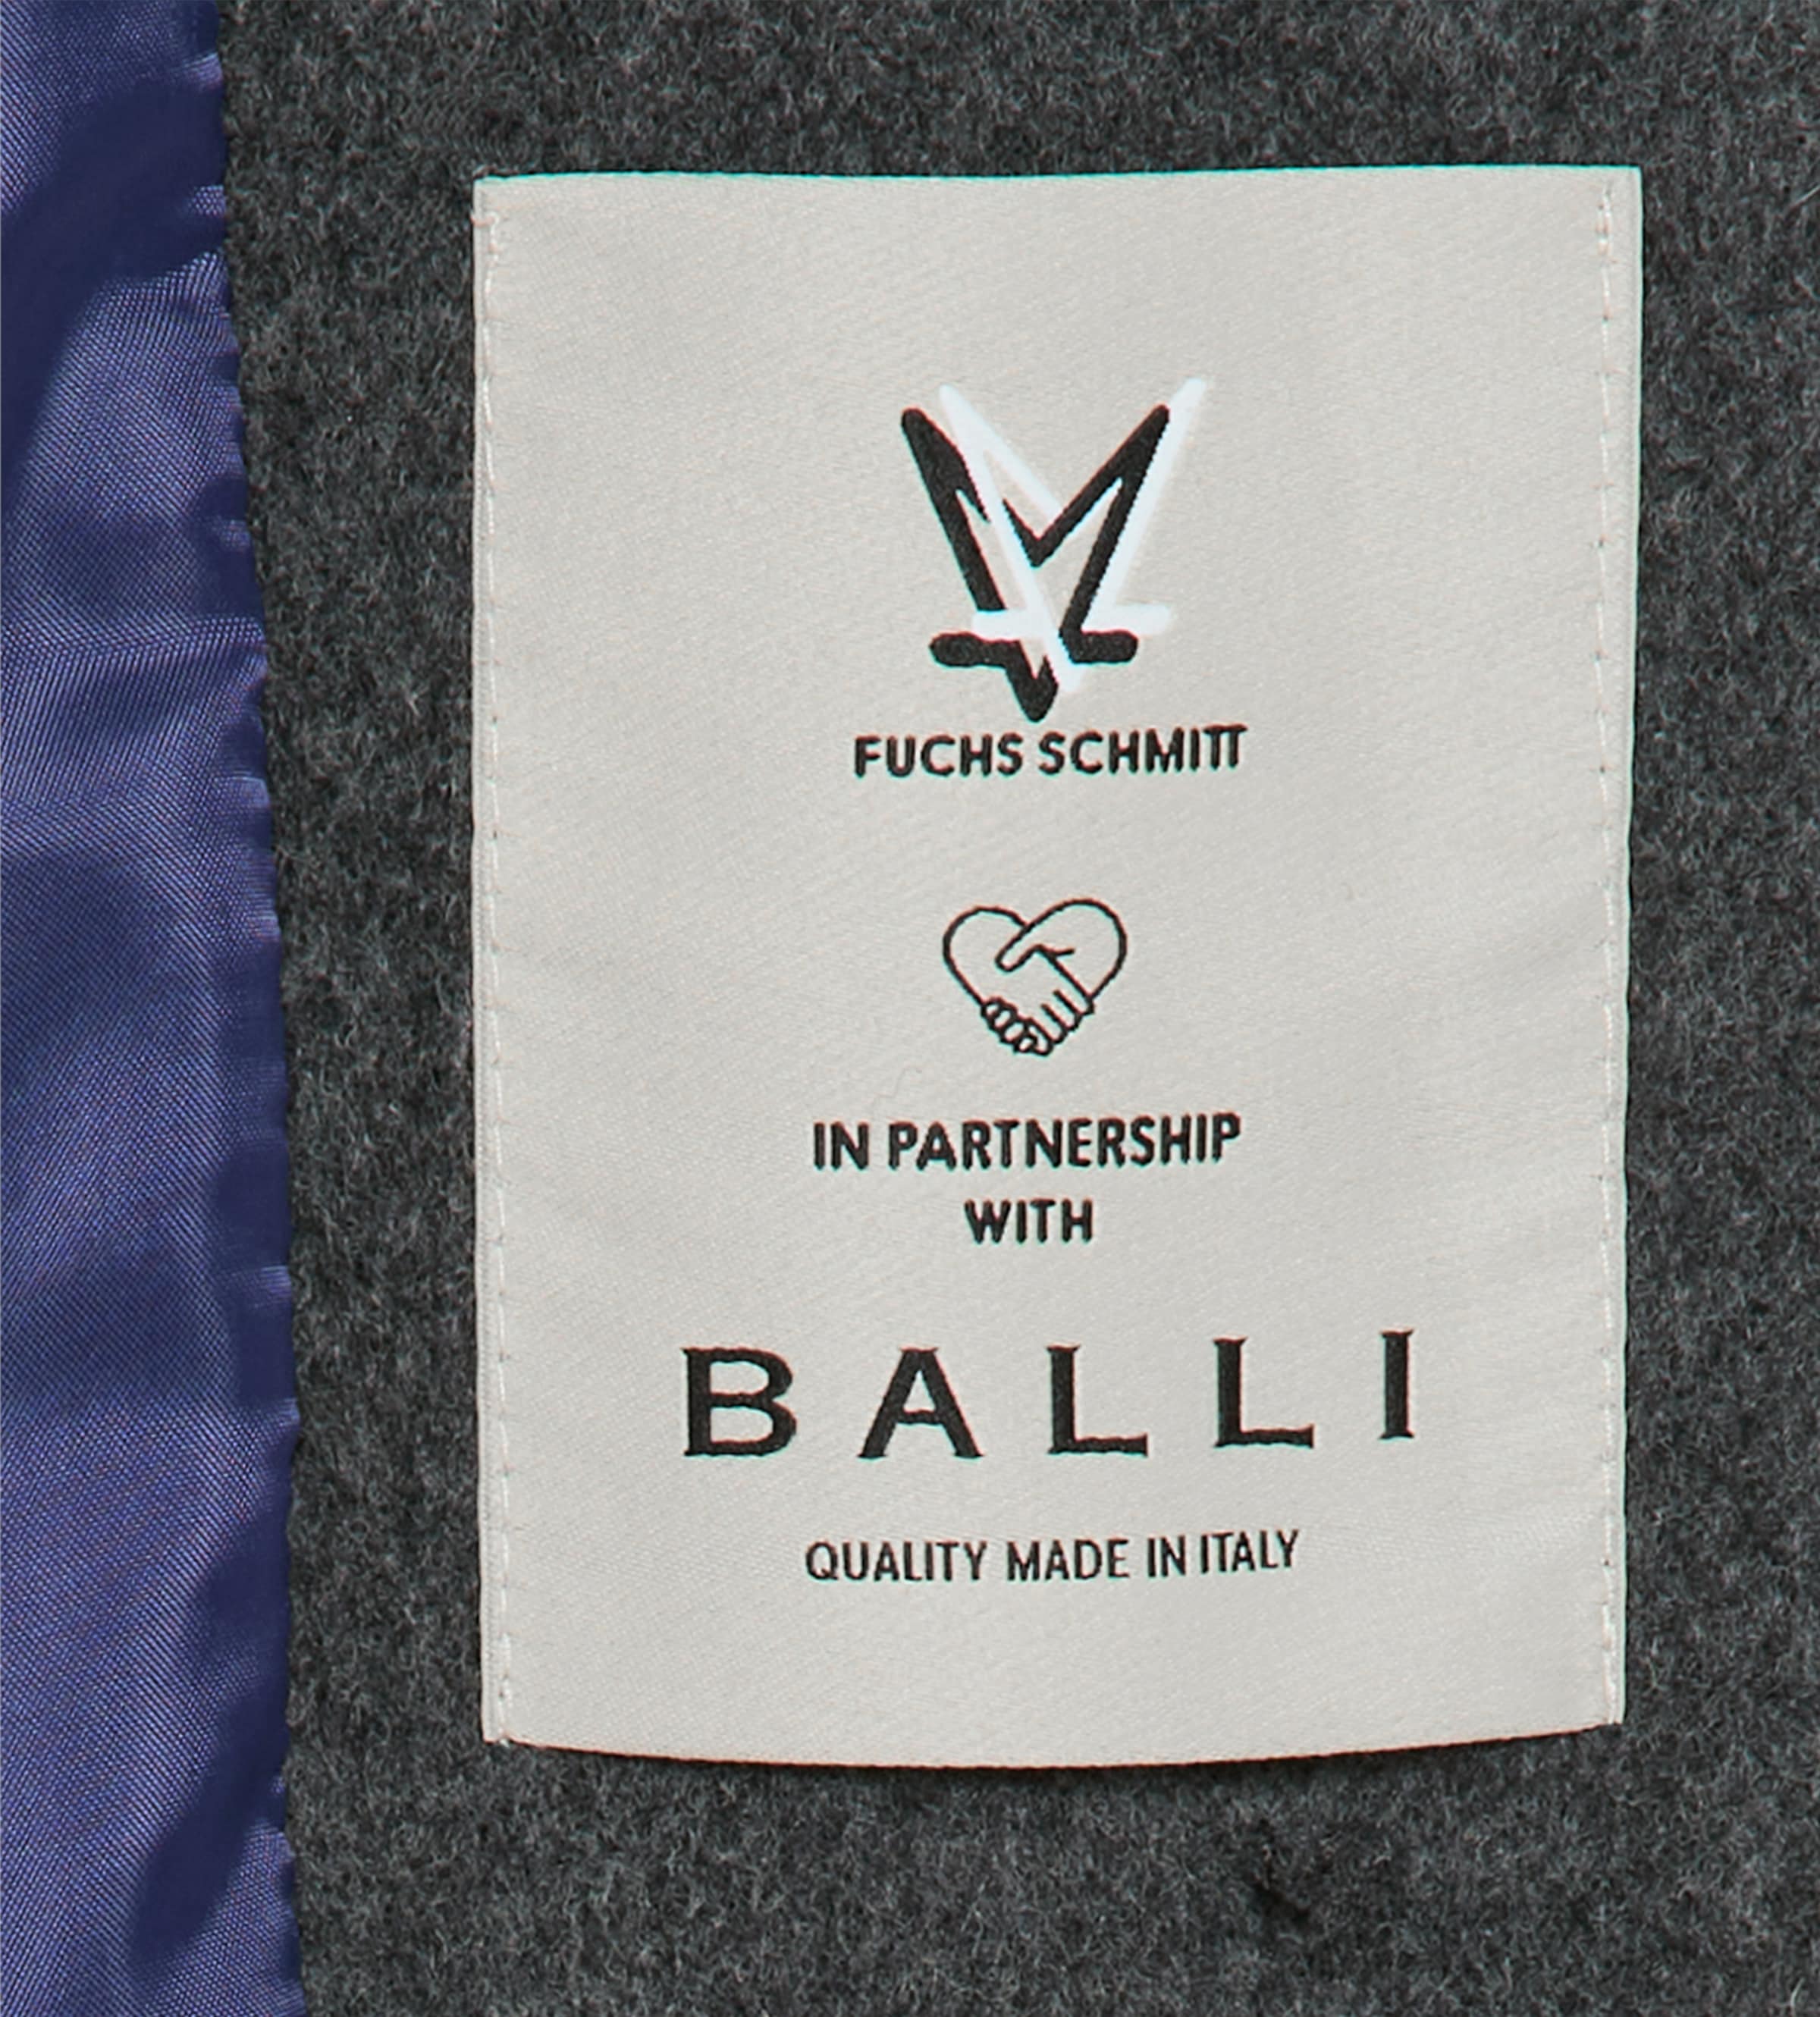 FUCHS SCHMITT
IN PARTNERSHIP
WITH
BALLI
QUALITY MADE IN ITALY